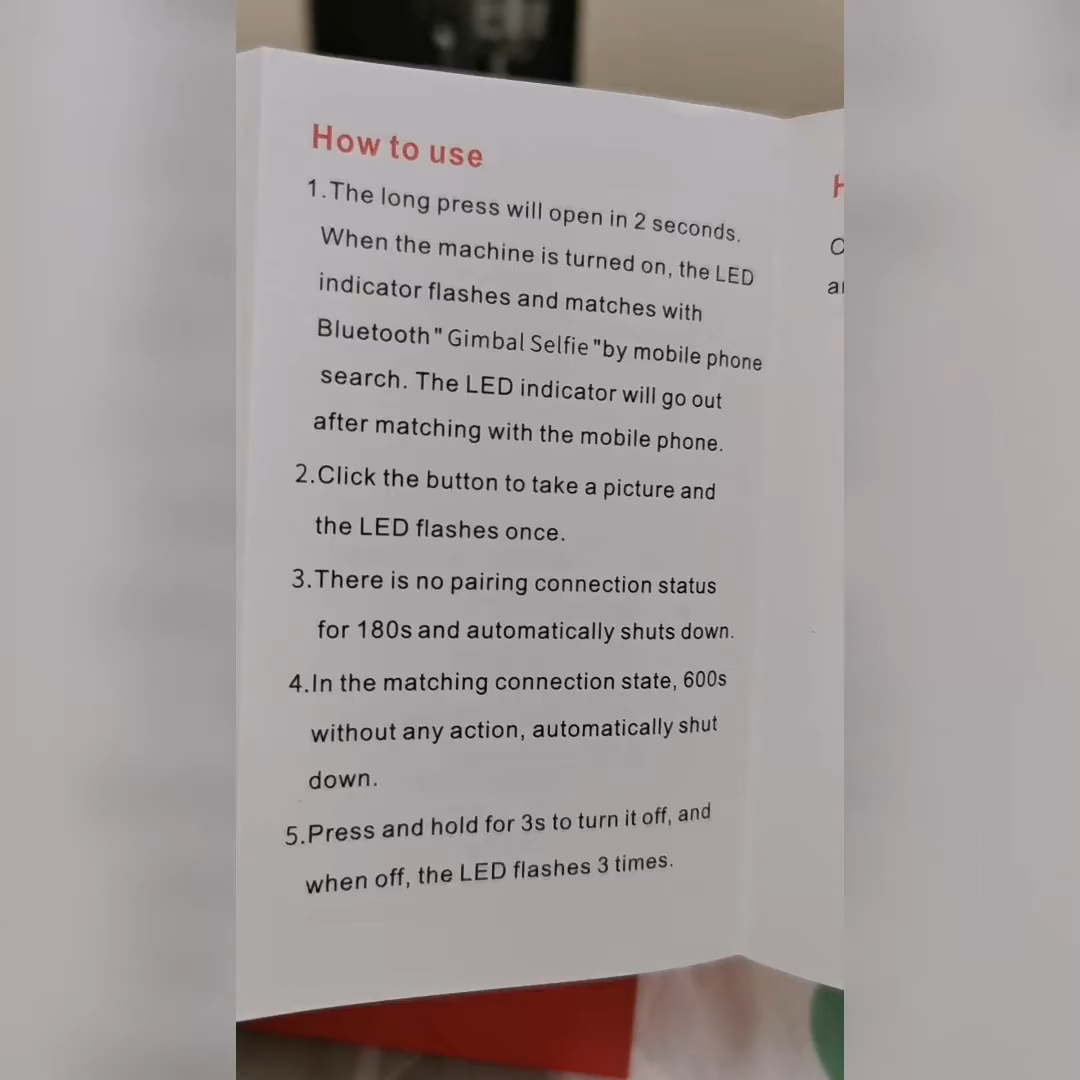 How to use
1.The long press will open in 2 seconds.
When the machine is turned on, the LED
indicator flashes and matches with
Bluetooth" Gimbal Selfie "by mobile phone
search. The LED indicator will go out
after matching with the mobile phone.
2.Click the button to take a picture and
the LED flashes once.
3.There is no pairing connection status
for 180s and automatically shuts down.
4.In the matching connection state, 600s
without any action, automatically shut
down.
5.Press and hold for 3s to turn it off, and
when off, the LED flashes 3 times.